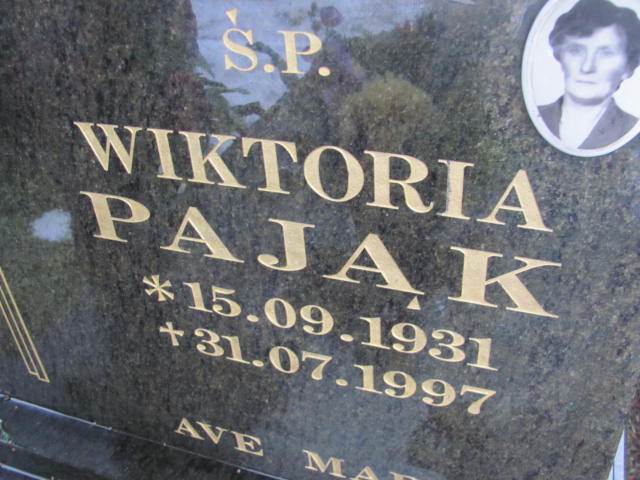 Ś.P.
WIKTORIA
PAJĄK
* 15.09.1931
+ 31.07.1997
AVE